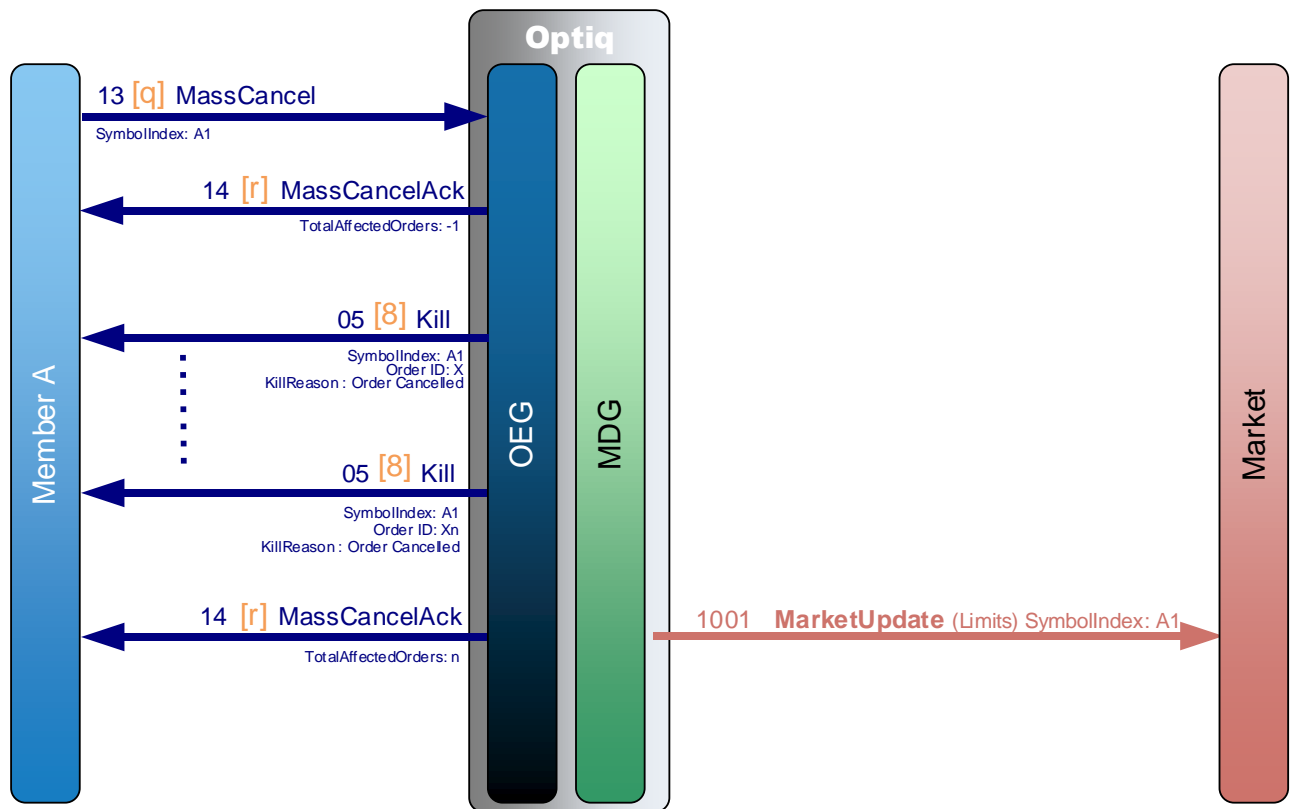 Optiq
13 [q] MassCancel
SymbolIndex: A1
14 [r] MassCancelAck
TotalAffectedOrders: -1
05 [8] Kill
SymbolIndex: A1
Order ID: X
KillReason : Order Cancelled
05 [8] Kill
SymbolIndex: A1
Order ID: Xn
KillReason : Order Cancelled
14 [r] MassCancelAck
TotalAffectedOrders: n
1001 MarketUpdate (Limits) SymbolIndex: A1
Member A
OEG
MDG
Market